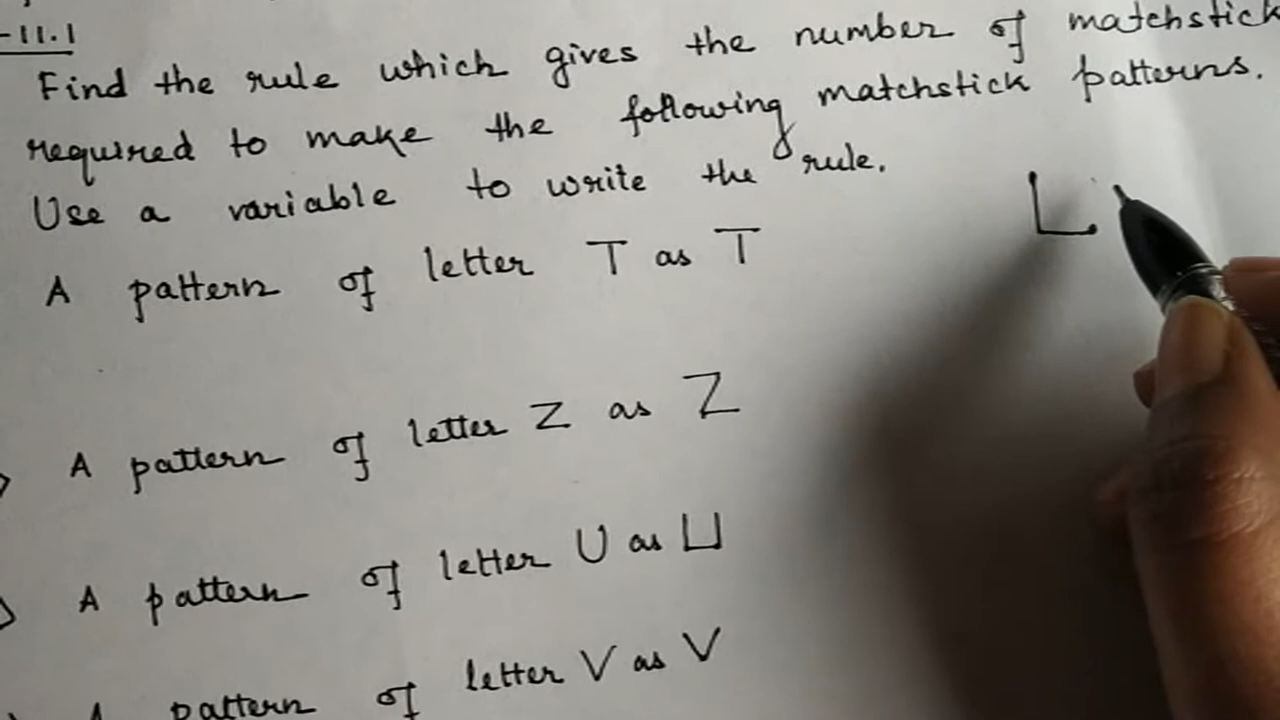 -11.1
Find the rule which gives the number of matchstick
required to make the following matchstick patterns.
Use a variable to write the rule.
A pattern of letter T as T
A pattern of letter Z as Z
A pattern of letter U as U
A pattern of letter V as V
L